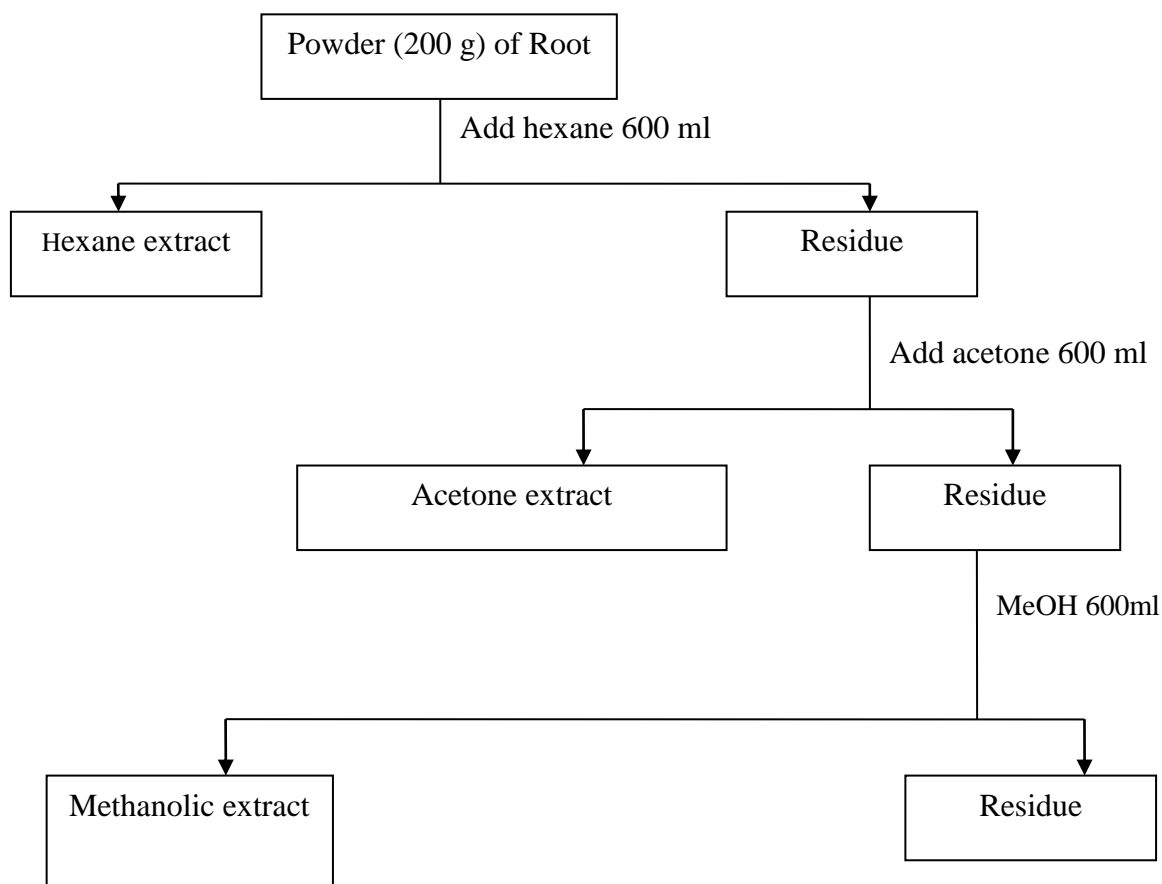 Powder (200 g) of Root
Add hexane 600 ml
Hexane extract
Residue
Add acetone 600 ml
Acetone extract
Residue
MeOH 600ml
Methanolic extract
Residue